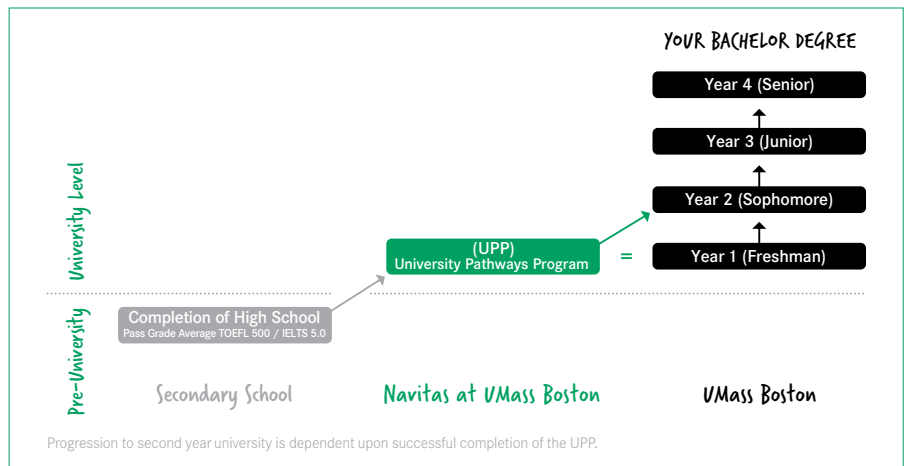 YOUR BACHELOR DEGREE
Year 4 (Senior)
Year 3 (Junior)
University Level
Year 2 (Sophomore)
(UPP)
University Pathways Program
=
Year 1 (Freshman)
Pre-University
Completion of High School
Pass Grade Average TOEFL 500 / IELTS 5.0
Secondary School
Navitas at UMass Boston
UMass Boston
Progression to second year university is dependent upon successful completion of the UPP.